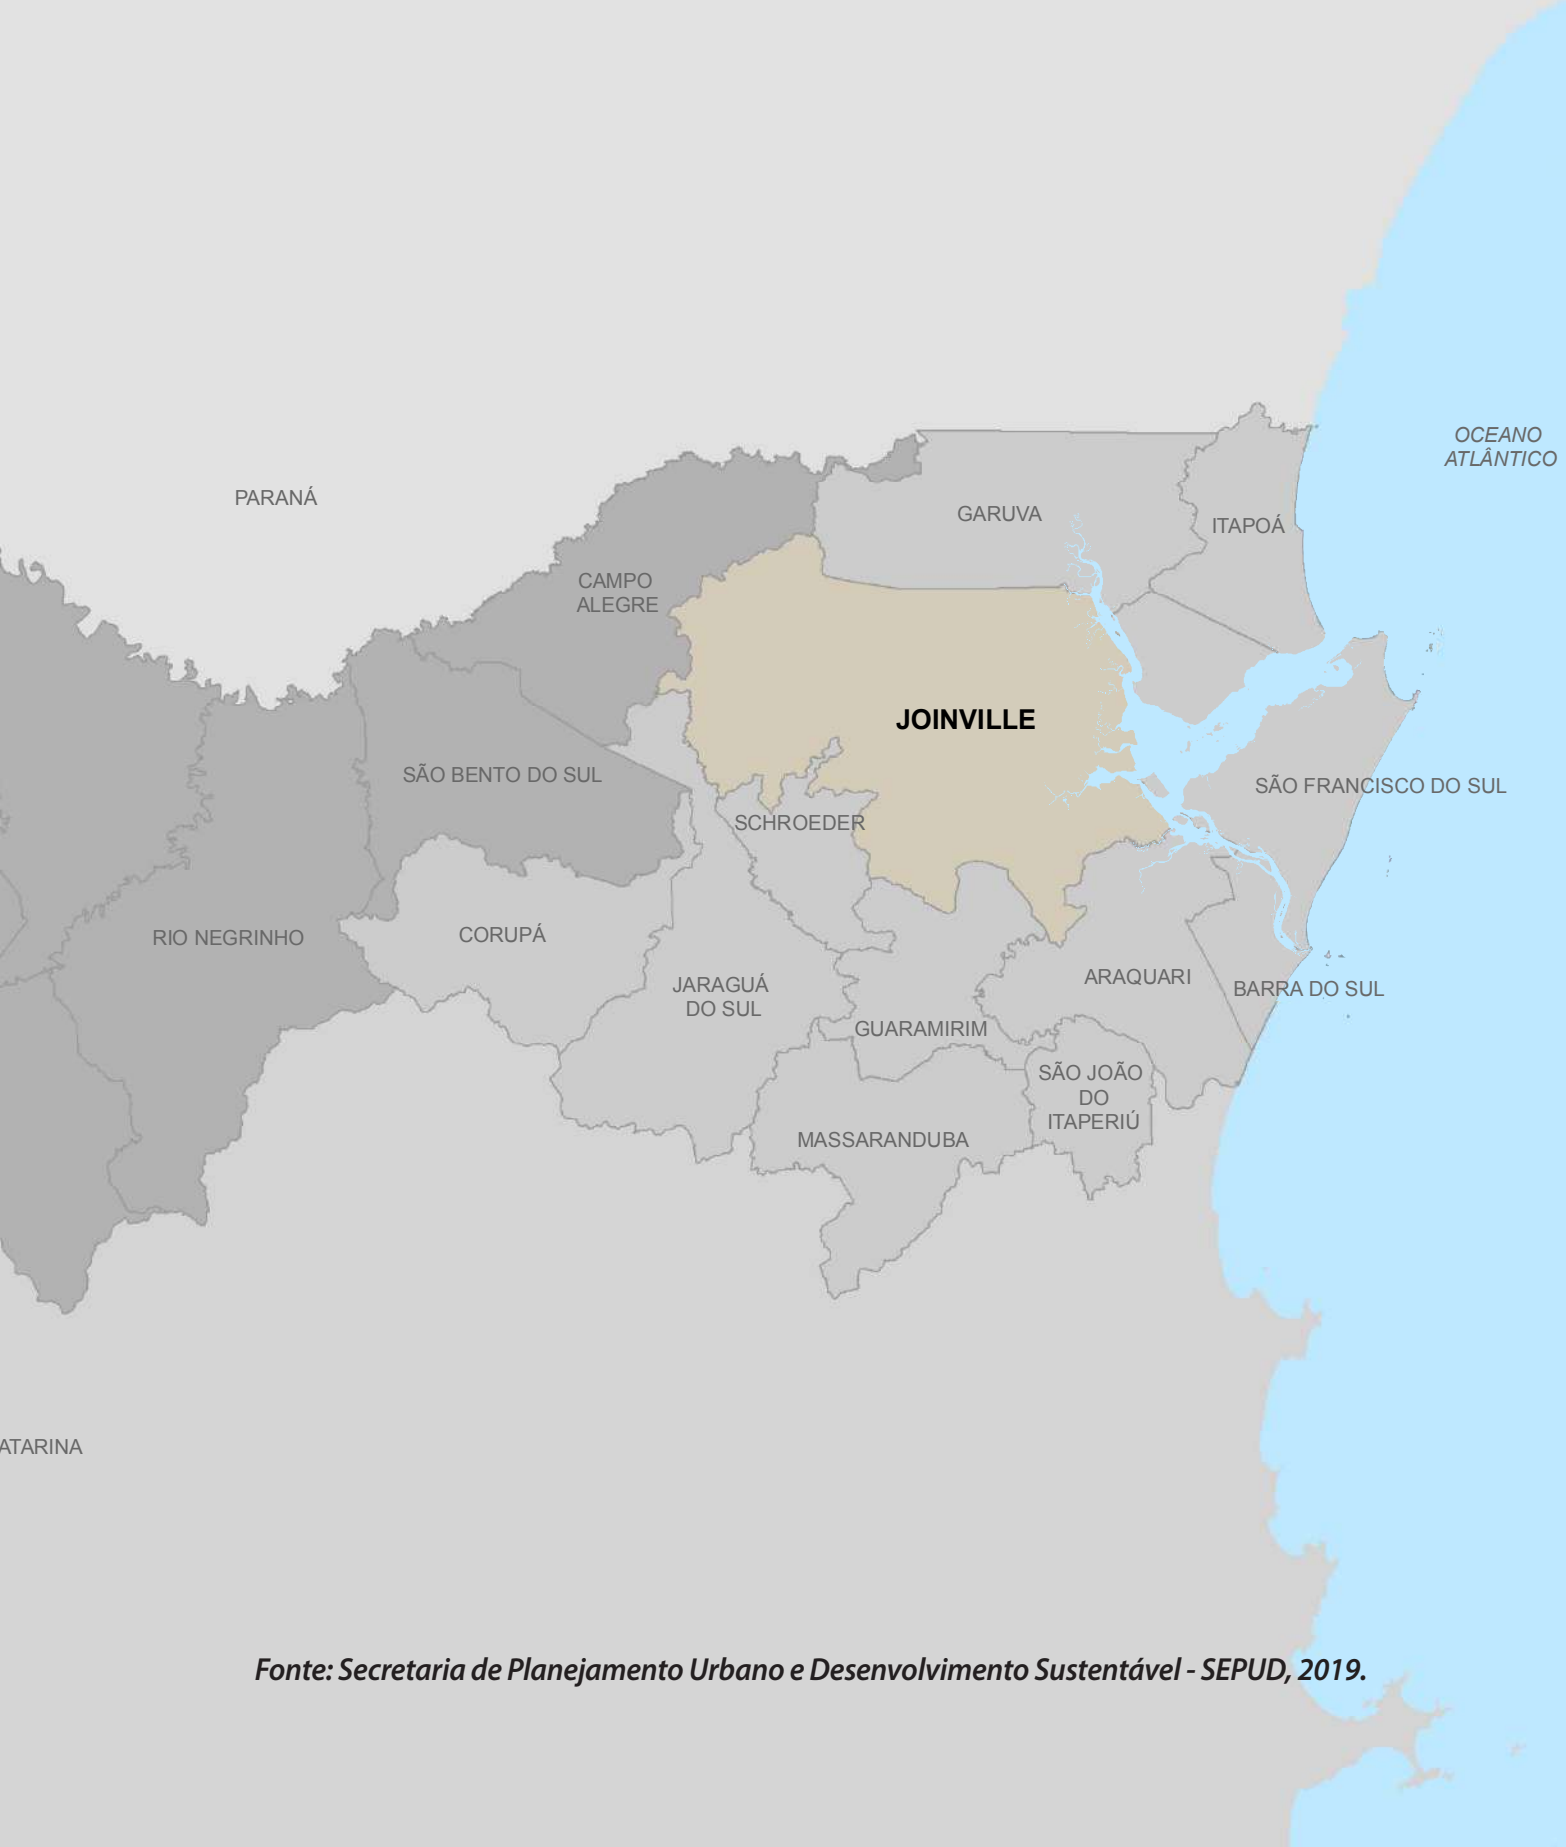 OCEANO
ATLÂNTICO
PARANÁ
GARUVA
ITAPOÁ
CAMPO
ALEGRE
JOINVILLE
SÃO BENTO DO SUL
SÃO FRANCISCO DO SUL
SCHROEDER
RIO NEGRINHO
CORUPÁ
JARAGUÁ
DO SUL
ARAQUARI
BARRA DO SUL
GUARAMIRIM
SÃO JOÃO
DO
ITAPERIÚ
MASSARANDUBA
ATARINA
Fonte: Secretaria de Planejamento Urbano e Desenvolvimento Sustentável - SEPUD, 2019.